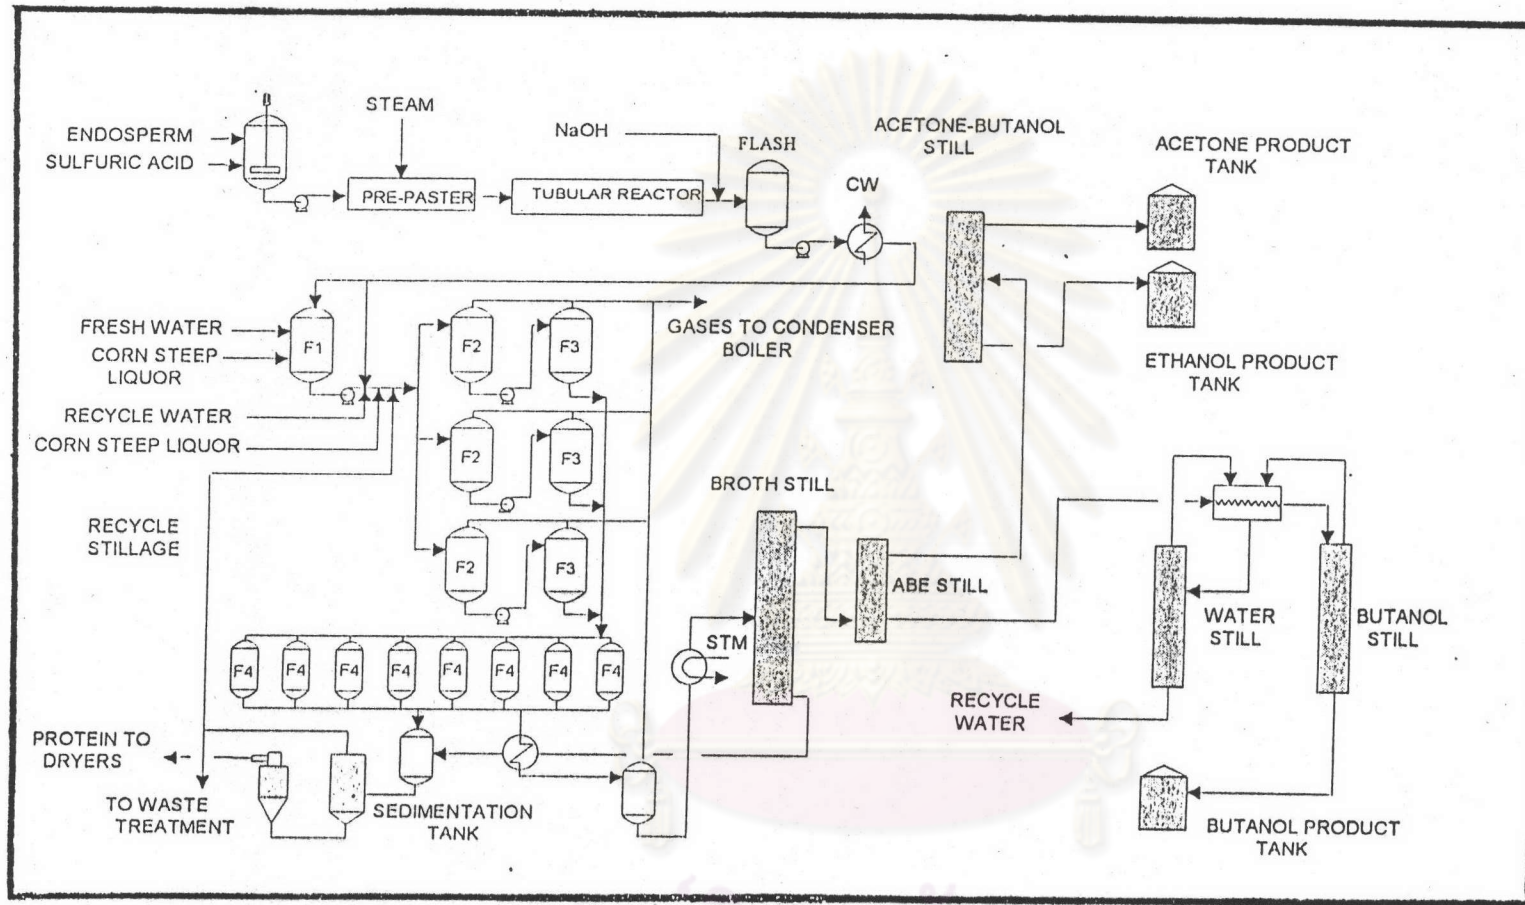 STEAM
NaOH
ACETONE-BUTANOL
STILL
ACETONE PRODUCT
TANK
ENDOSPERM
SULFURIC ACID
FLASH
PRE-PASTER
TUBULAR REACTOR
CW
FRESH WATER
CORN STEEP
LIQUOR
F1
F2
F3
GASES TO CONDENSER
BOILER
ETHANOL PRODUCT
TANK
RECYCLE WATER
CORN STEEP LIQUOR
F2
F3
BROTH STILL
RECYCLE
STILLAGE
F2
F3
ABE STILL
WATER
STILL
BUTANOL
STILL
STM
F4
F4
F4
F4
F4
F4
F4
F4
RECYCLE
WATER
PROTEIN TO
DRYERS
TO WASTE
TREATMENT
SEDIMENTATION
TANK
BUTANOL PRODUCT
TANK